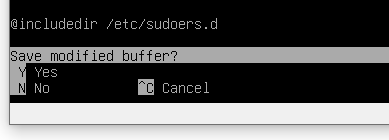 @includedir /etc/sudoers.d
Save modified buffer?
Y Yes
N No ^C Cancel